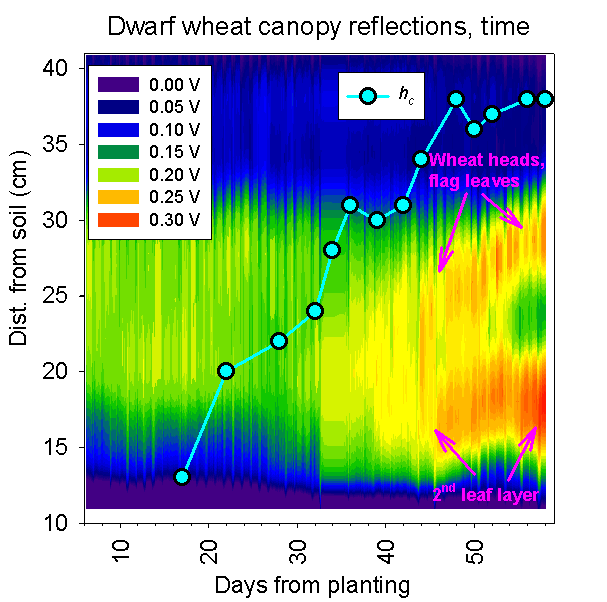 Dwarf wheat canopy reflections, time
Dist. from soil (cm)
40
35
30
25
20
15
10
0.00 V
0.05 V
0.10 V
0.15 V
0.20 V
0.25 V
0.30 V
h_c
Wheat heads,
flag leaves
2nd leaf layer
10
20
30
40
50
Days from planting